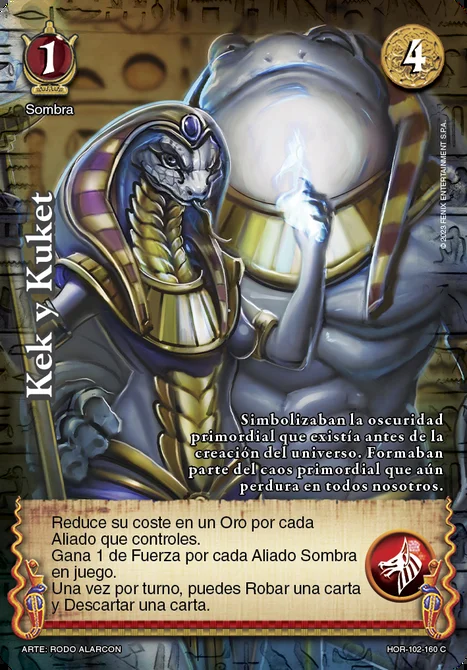 1
4
Sombra
Kek y Kuket
© 2023 FENIX ENTERTAINMENT S.P.A.
Simbolizaban la oscuridad
primordial que existía antes de la
creación del universo. Formaban
parte del caos primordial que aún
perdura en todos nosotros.
Reduce su coste en un Oro por cada
Aliado que controles.
Gana 1 de Fuerza por cada Aliado Sombra
en juego.
Una vez por turno, puedes Robar una carta
y Descartar una carta.
ARTE: RODO ALARCON
HOR-102-160 C